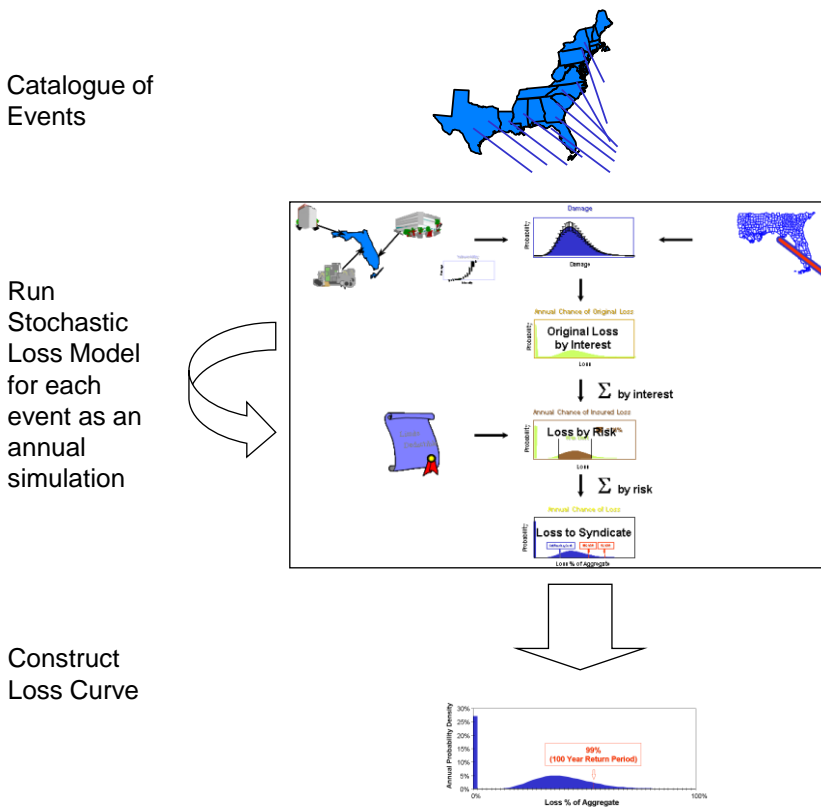 Catalogue of
Events
Run
Stochastic
Loss Model
for each
event as an
annual
simulation
Damage
Probability
Damage
Annual Chance of Original Loss
Probability
Original Loss
by Interest
Loss
Σ by interest
Annual Chance of Insured Loss
Probability
Loss by Risk
Loss
Σ by risk
Annual Chance of Loss
Probability
Loss to Syndicate
Loss % of Aggregate
Construct
Loss Curve
Annual Probability Density
30%
25%
20%
15%
10%
5%
0%
99%
(100 Year Return Period)
0%
100%
Loss % of Aggregate